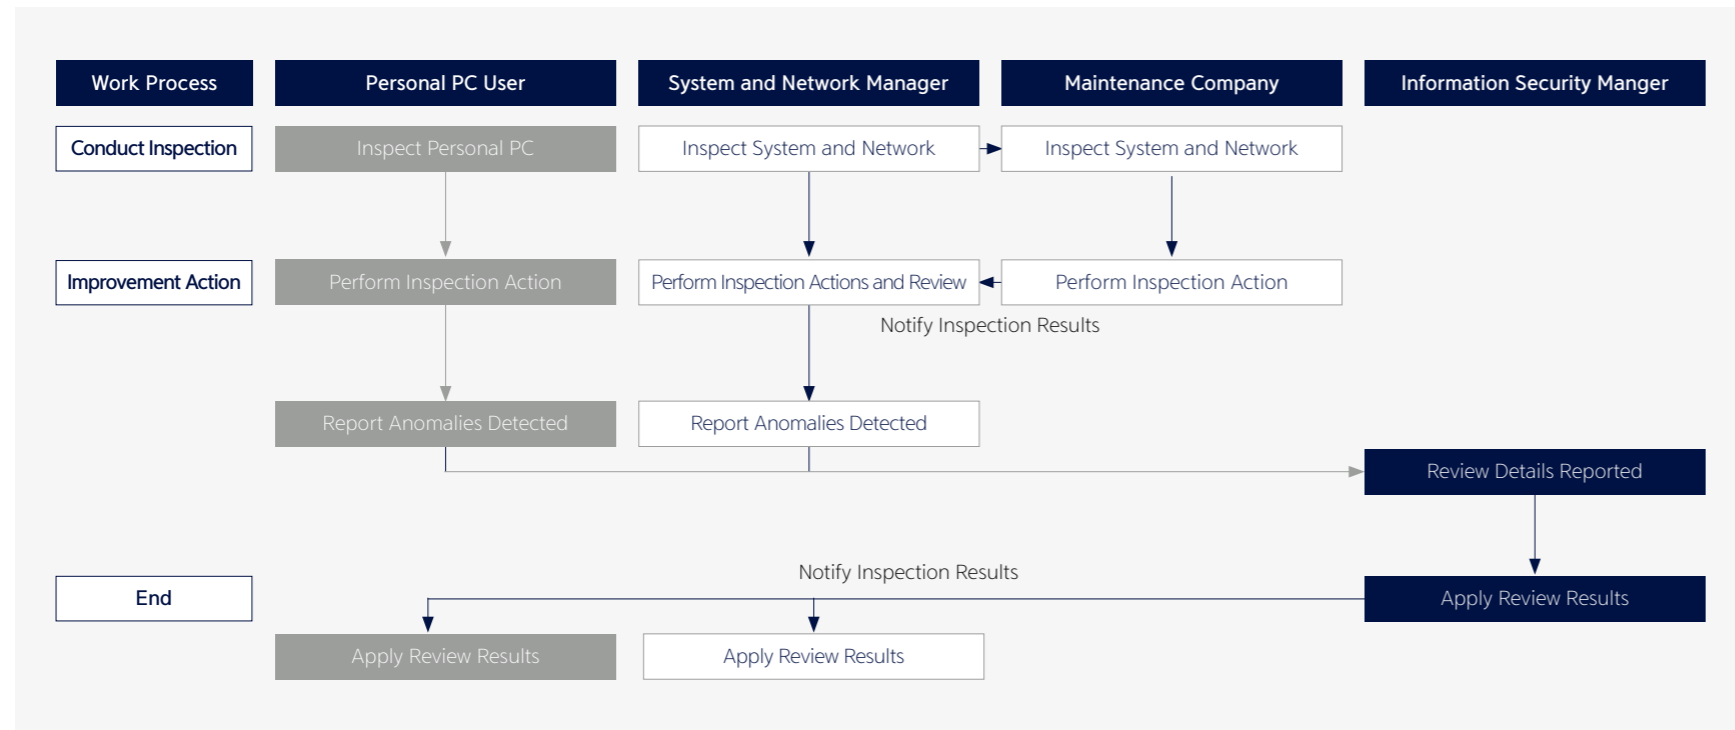 Work Process
Personal PC User
System and Network Manager
Maintenance Company
Information Security Manger
Conduct Inspection
Inspect Personal PC
Inspect System and Network
Inspect System and Network
Improvement Action
Perform Inspection Action
Perform Inspection Actions and Review
Perform Inspection Action
Notify Inspection Results
Report Anomalies Detected
Report Anomalies Detected
Review Details Reported
Notify Inspection Results
End
Apply Review Results
Apply Review Results
Apply Review Results